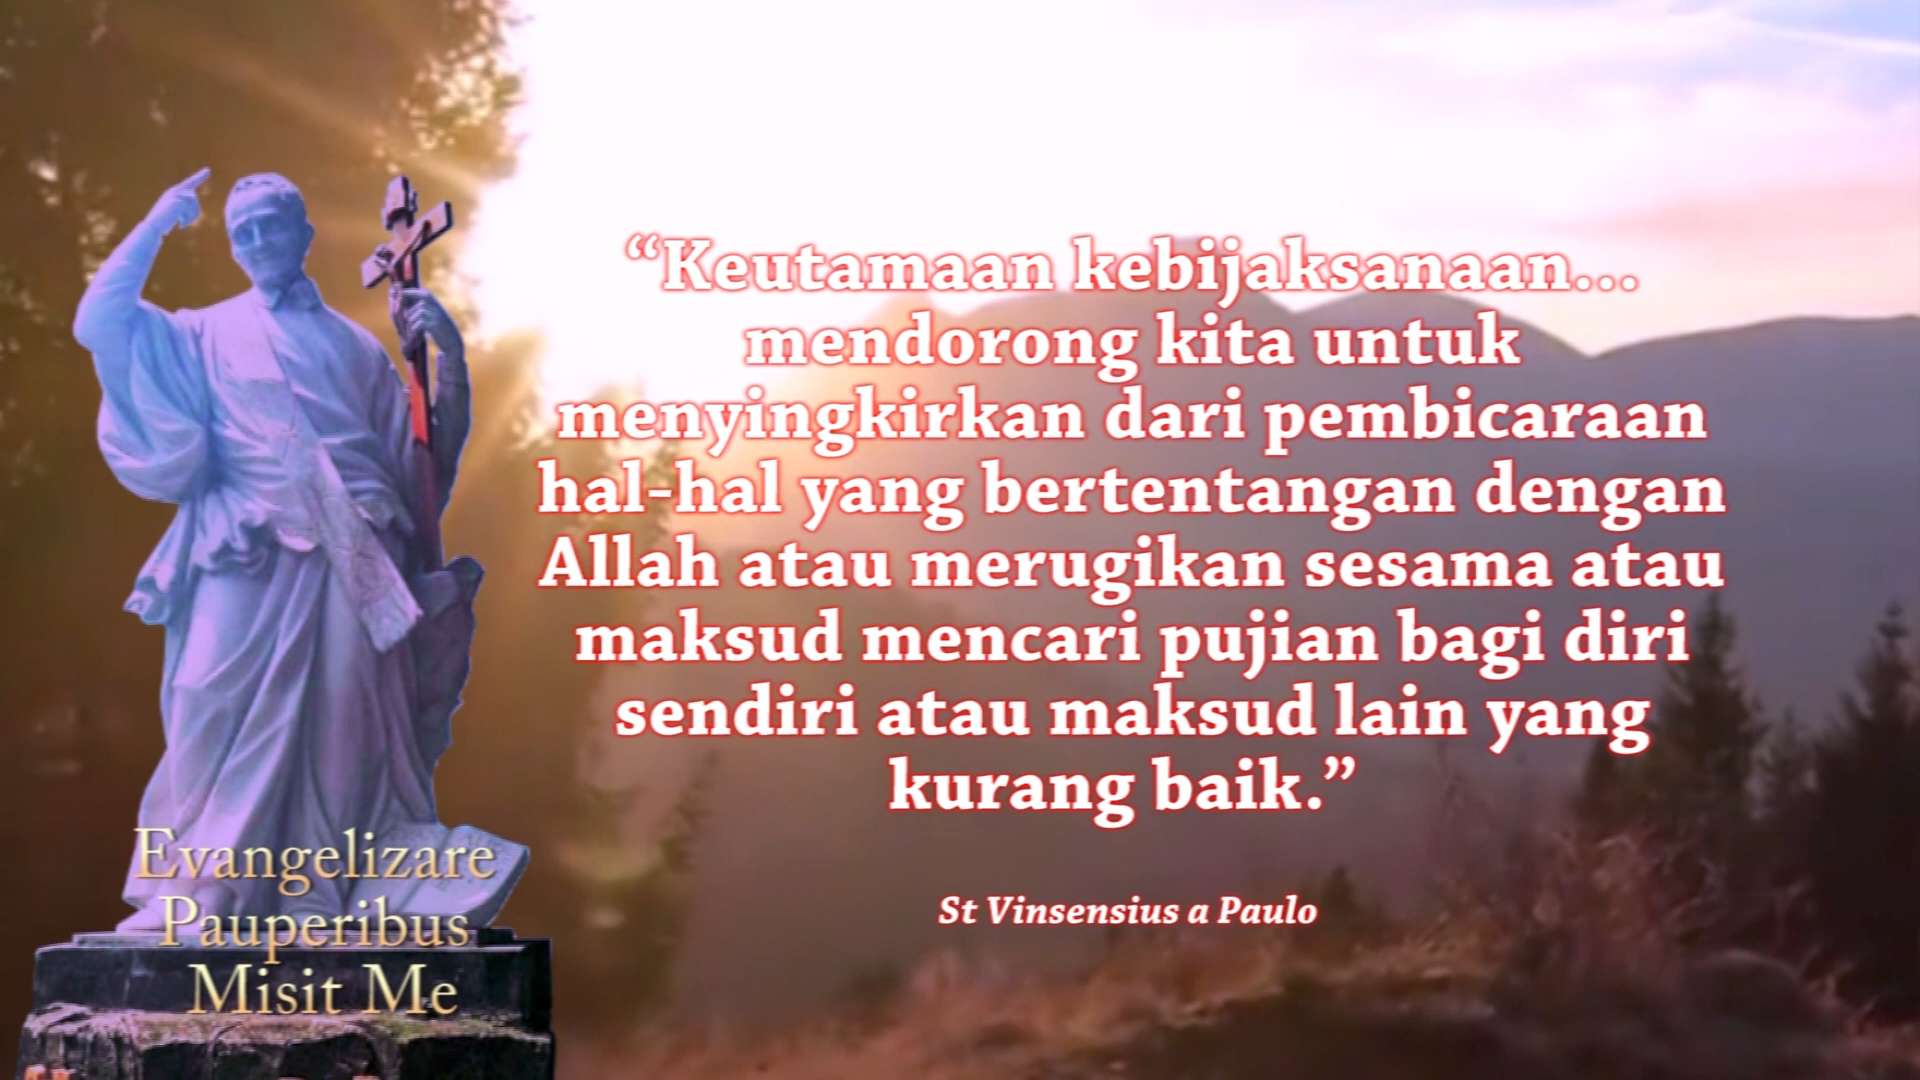 “Keutamaan kebijaksanaan...
mendorong kita untuk
menyingkirkan dari pembicaraan
hal-hal yang bertentangan dengan
Allah atau merugikan sesama atau
maksud mencari pujian bagi diri
sendiri atau maksud lain yang
kurang baik.”
St Vinsensius a Paulo
Evangelizare
Pauperibus
Misit Me